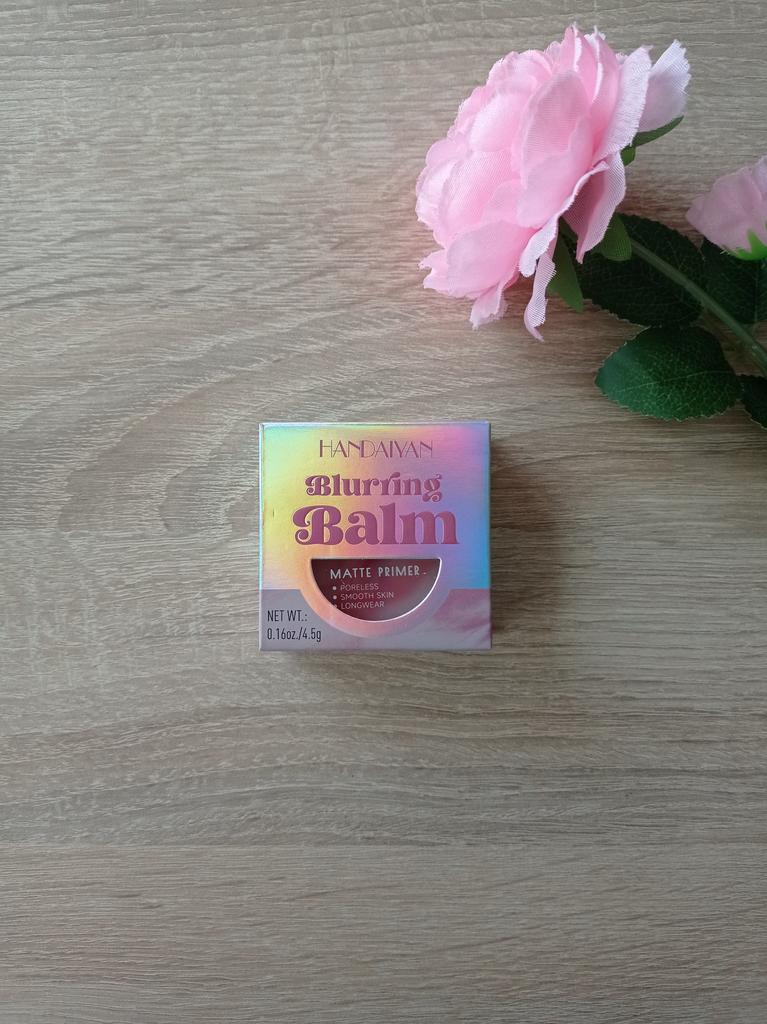 HANDAIYAN
Blurring
Balm
MATTE PRIMER
• PORELESS
• SMOOTH SKIN
• LONGWEAR
NET WT.:
0.16oz./4.5g